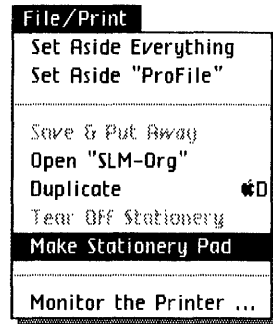 File/Print
Set Aside Everything
Set Aside "ProFile"
Save & Put Away
Open "SLM-Org"
Duplicate D
Tear Off Stationery
Make Stationery Pad
Monitor the Printer ...